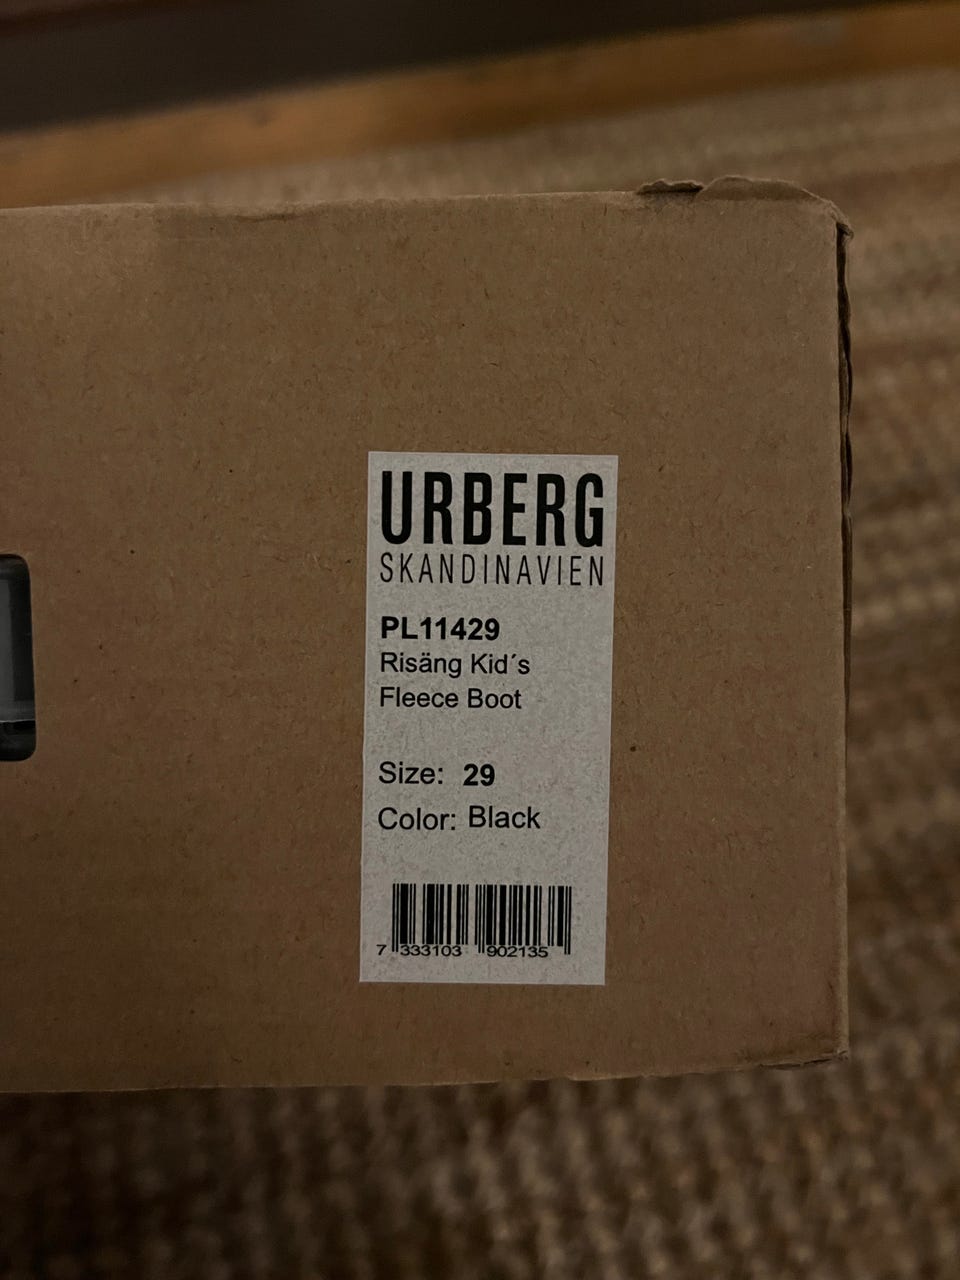 URBERG
SKANDINAVIEN
PL11429
Risäng Kid´s
Fleece Boot
Size: 29
Color: Black
7 333103 902135